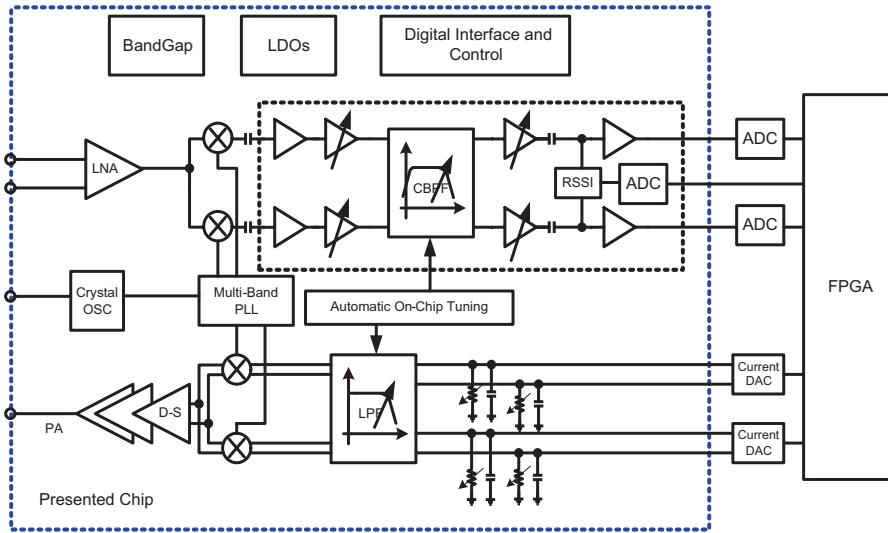 BandGap
LDOs
Digital Interface and
Control
LNA
CBPF
RSSI
ADC
ADC
ADC
FPGA
Crystal
OSC
Multi-Band
PLL
Automatic On-Chip Tuning
PA
D-S
LPF
Current
DAC
Current
DAC
Presented Chip